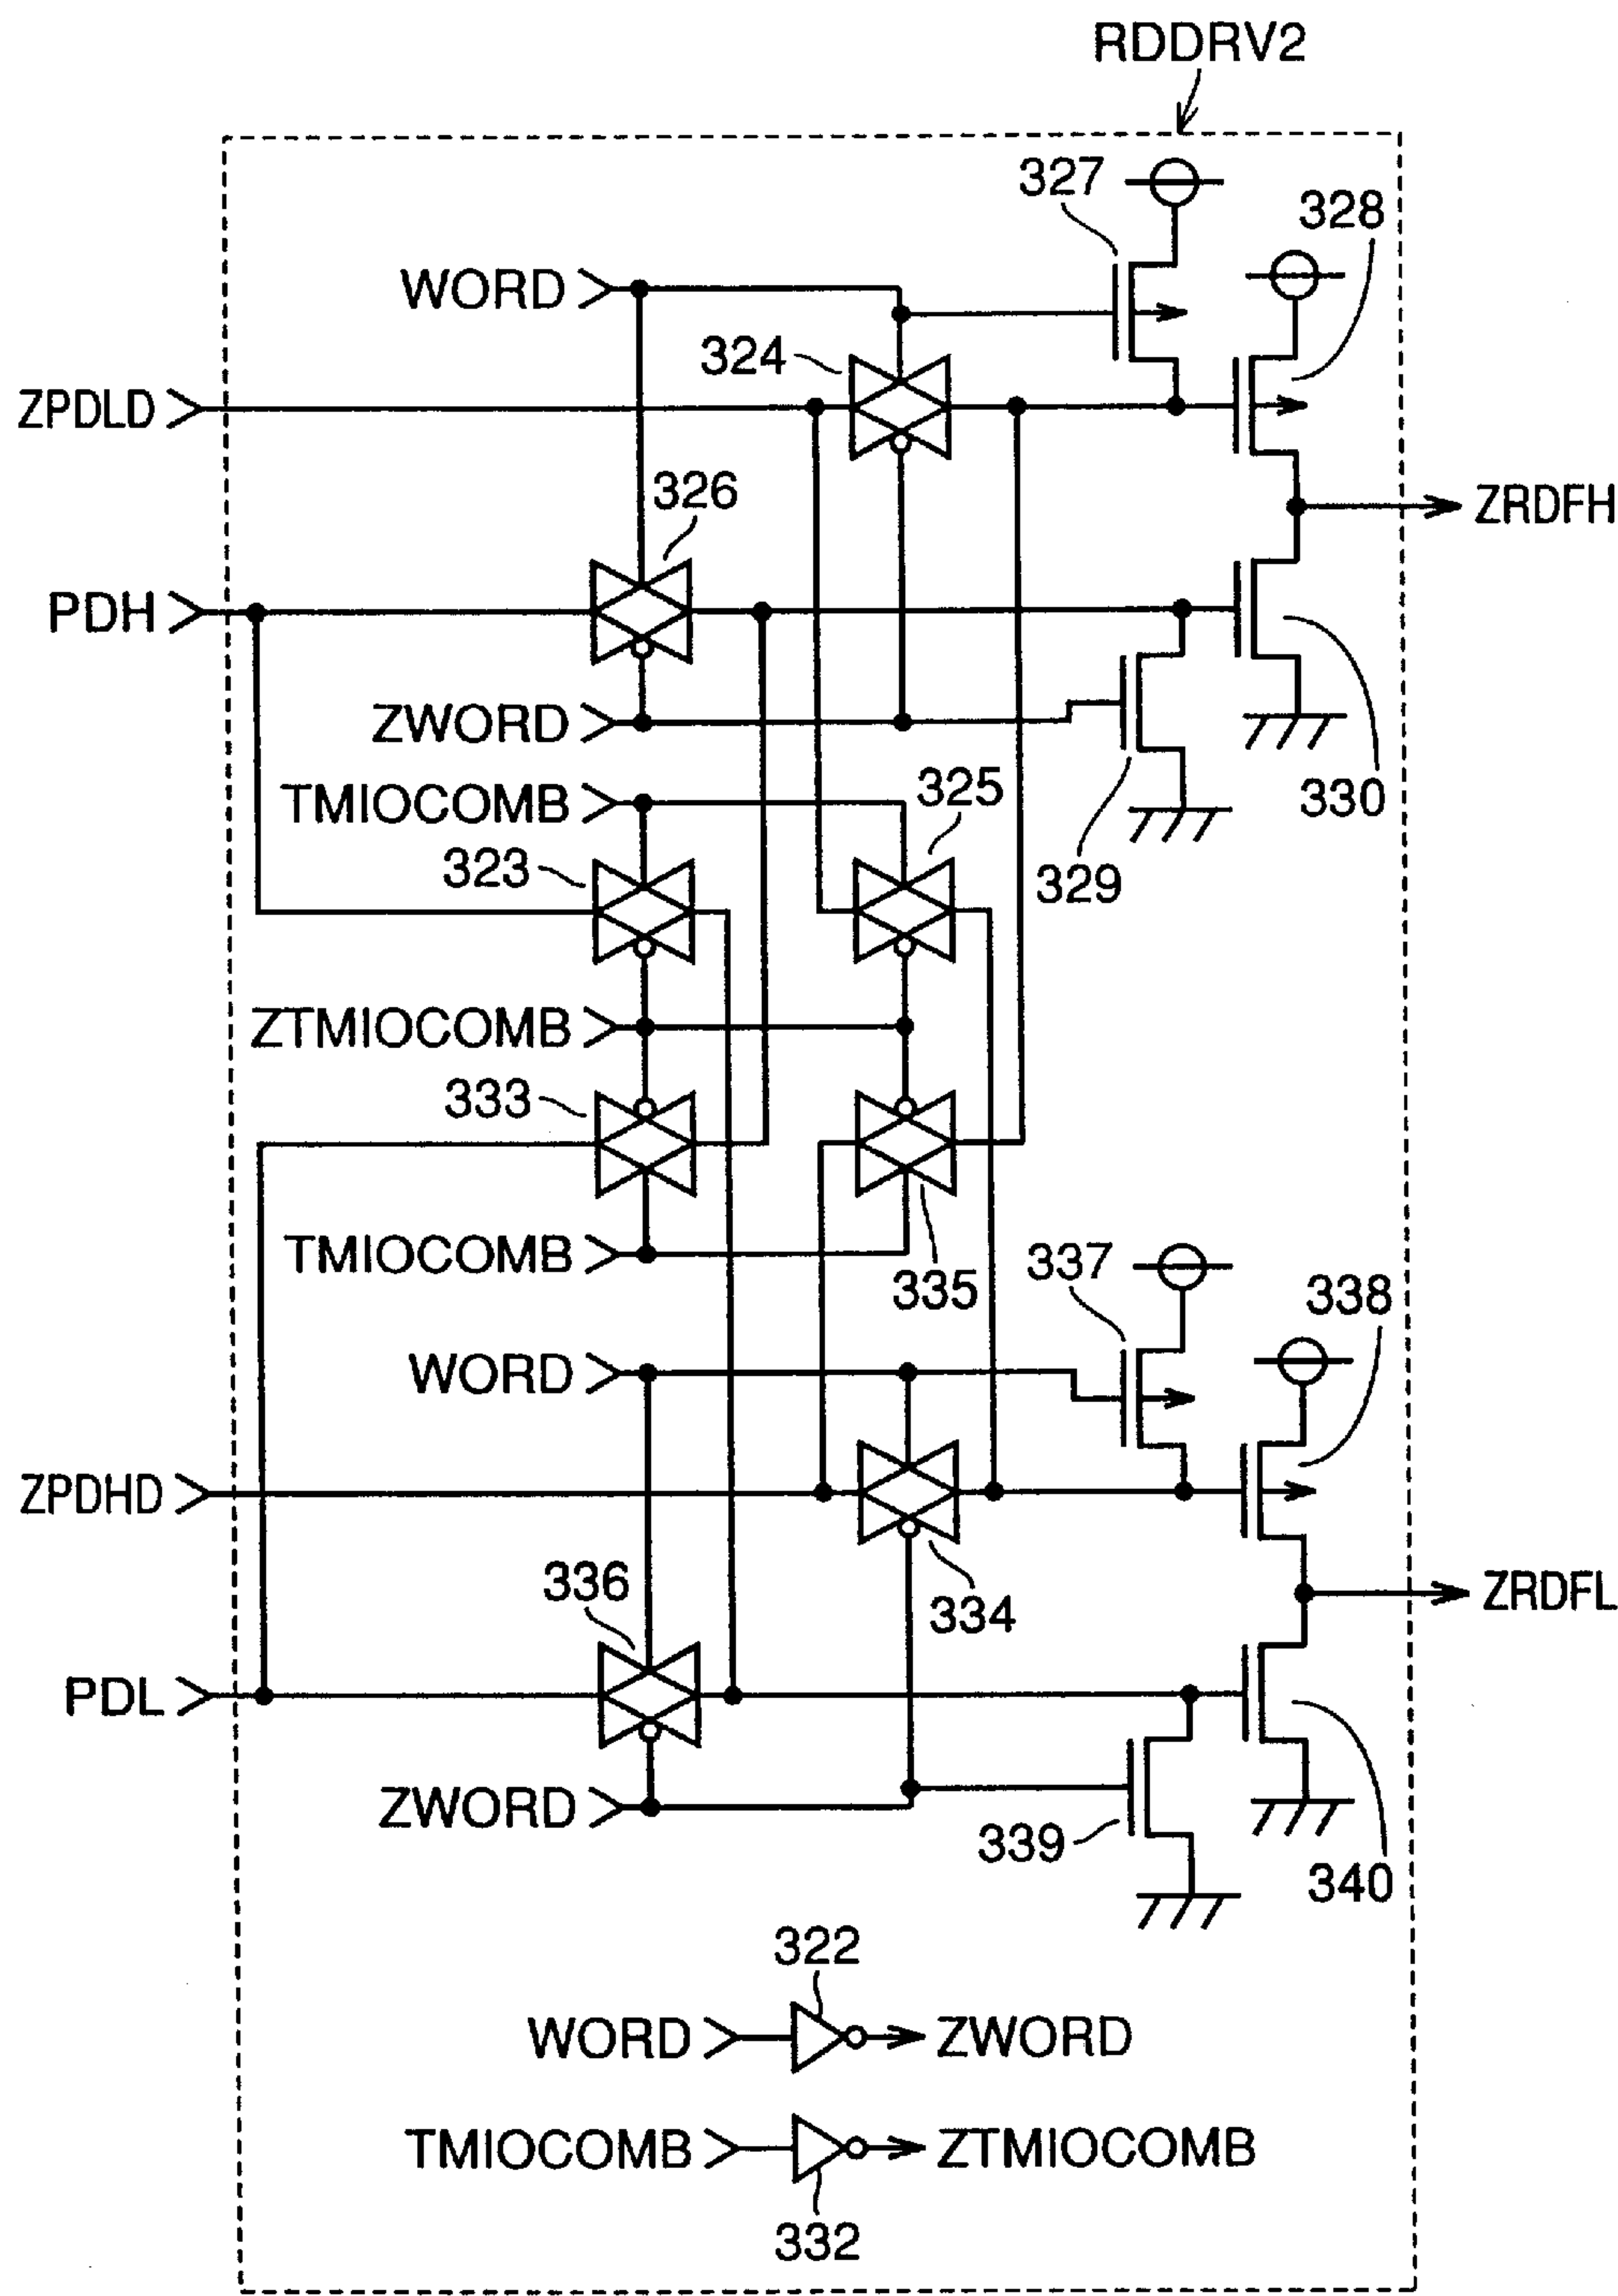 RDDRV2
327
328
WORD
324
ZPDLD
326
ZRDFH
PDH
ZWORD
330
TMIOCOMB
325
323
329
ZTMIOCOMB
333
TMIOCOMB
335
337
338
WORD
ZPDHD
336
334
ZRDFL
PDL
ZWORD
339
340
322
WORD ZWORD
TMIOCOMB ZTMIOCOMB
332